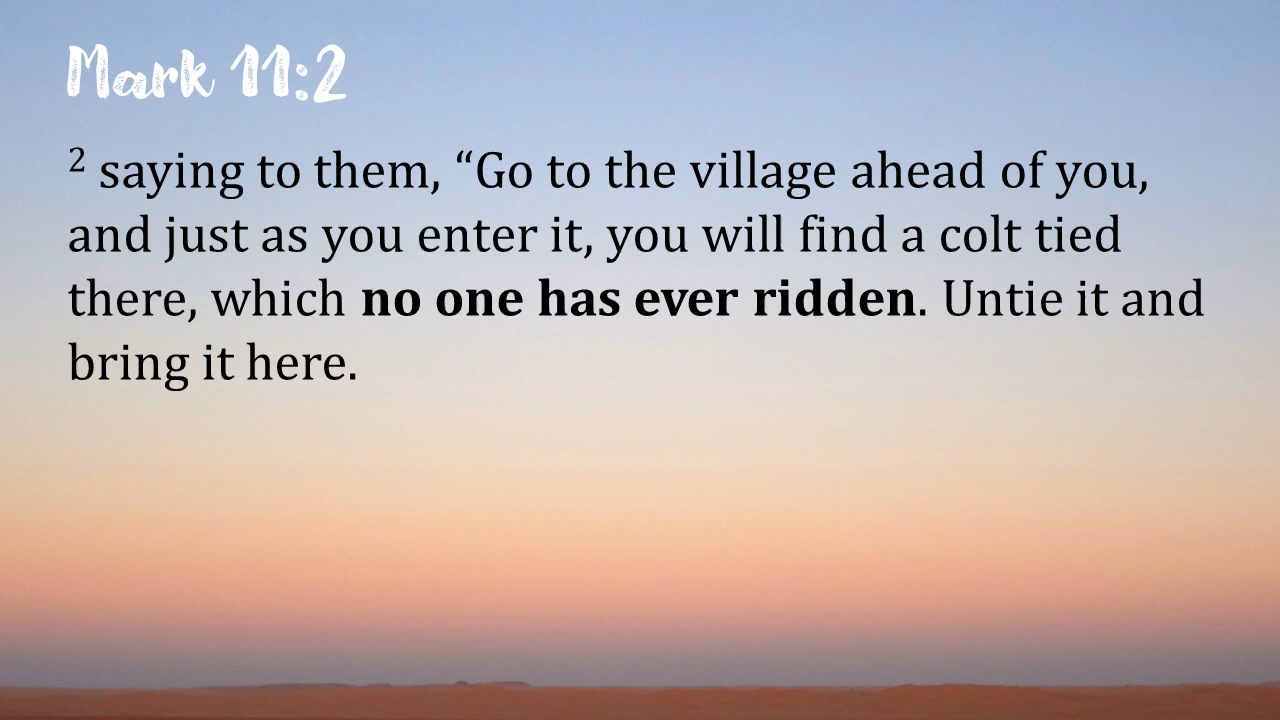 Mark 11:2
2 saying to them, “Go to the village ahead of you,
and just as you enter it, you will find a colt tied
there, which no one has ever ridden. Untie it and
bring it here.